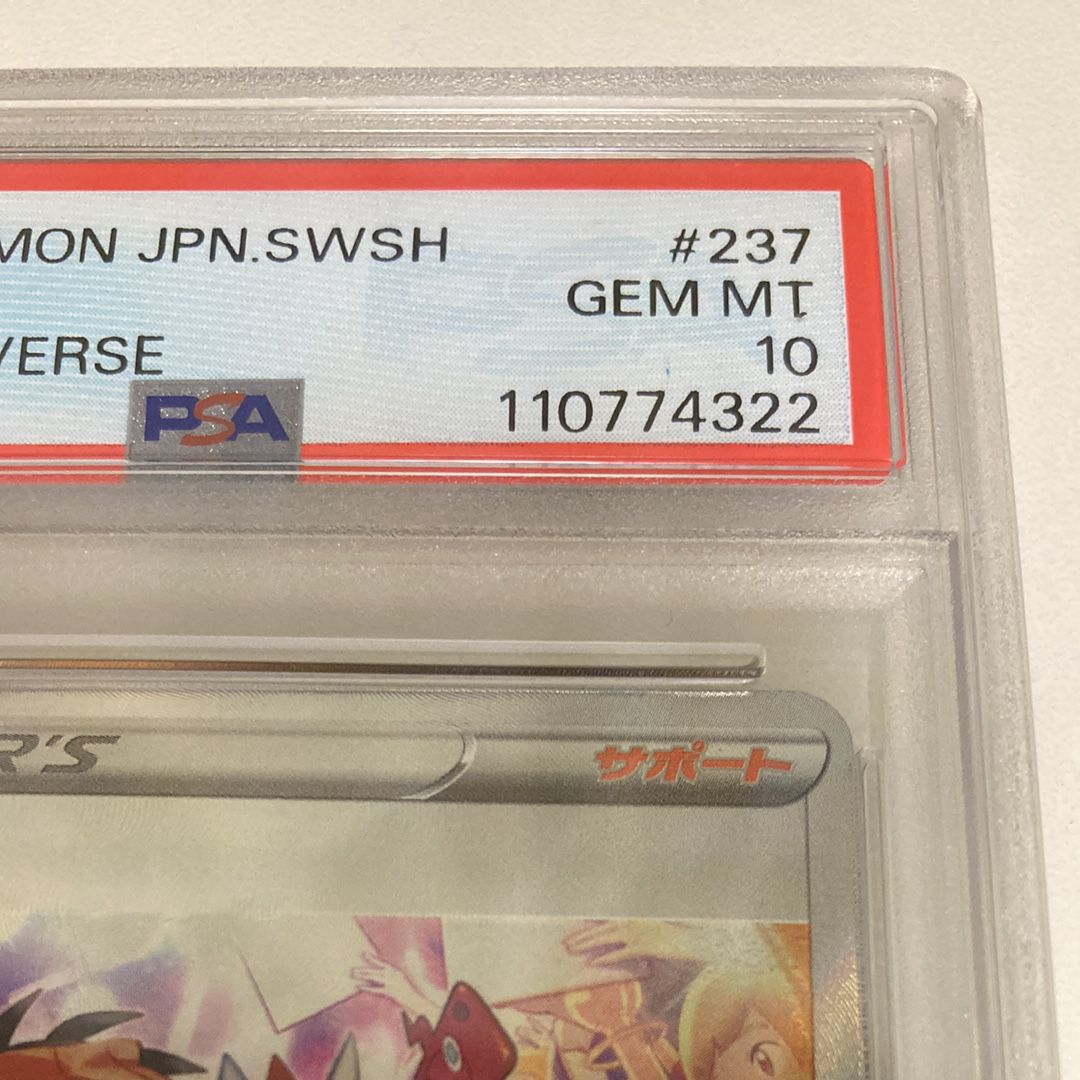 MON JPN.SWSH #237
GEM MT
VERSE 10
PSA 110774322
R'S サポート